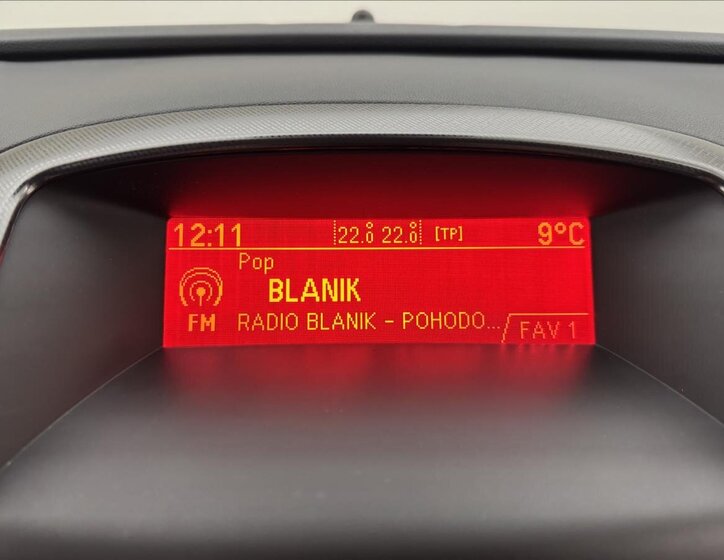 12:11 22.0 22.0 [TP] 9°C
Pop
BLANIK
FM RADIO BLANIK - POHODO... FAV 1